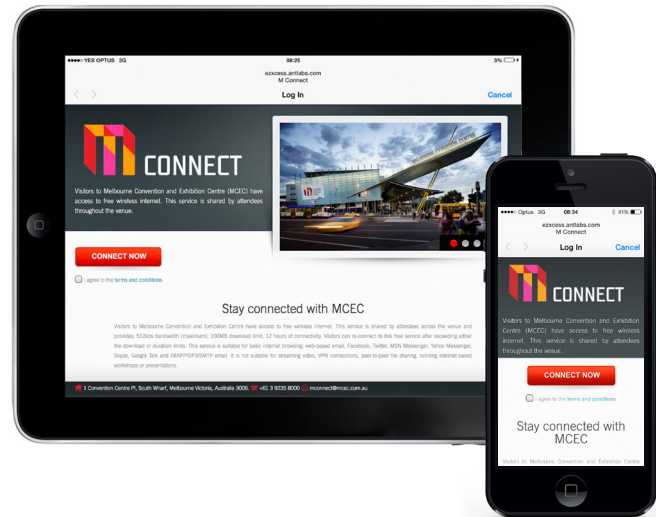 YES OPTUS 3G 08:25 3%
ezxcess.antlabs.com
M Connect
Log In Cancel
CONNECT
Visitors to Melbourne Convention and Exhibition Centre (MCEC) have
access to free wireless internet. This service is shared by attendees
throughout the venue.
CONNECT NOW
I agree to the terms and conditions
Stay connected with MCEC
Visitors to Melbourne Convention and Exhibition Centre have access to free wireless internet. This service is shared by attendees across the venue and
provides; 512kbs bandwidth (maximum), 100MB download limit, 12 hours of connectivity. Visitors can re-connect to this free service after exceeding either
the download or duration limits. This service is suitable for basic internet browsing, web-based email, Facebook, Twitter, MSN Messenger, Yahoo Messenger,
Skype, Google Talk and IMAP/POP3/SMTP email. It is not suitable for streaming video, VPN connections, peer-to-peer file sharing, running internet-based
workshops or presentations.
1 Convention Centre Pl, South Wharf, Melbourne Victoria, Australia 3006. +61 3 9235 8000 mconnect@mcec.com.au
Optus 3G 08:34 41%
ezxcess.antlabs.com
M Connect
Log In Cancel
CONNECT
Visitors to Melbourne Convention and Exhibition
Centre (MCEC) have access to free wireless
internet. This service is shared by attendees
throughout the venue.
CONNECT NOW
I agree to the terms and conditions
Stay connected with
MCEC
Visitors to Melbourne Convention and Exhibition Centre